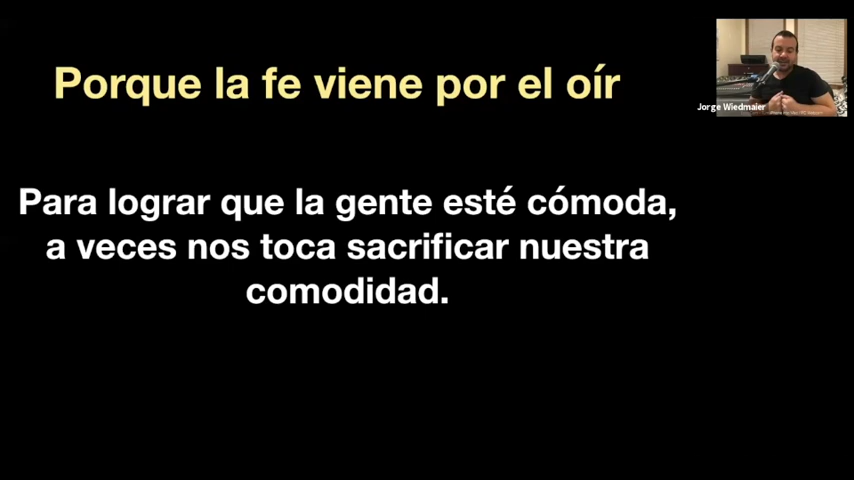 Porque la fe viene por el oír
Jorge Wiedmaier
Para lograr que la gente esté cómoda,
a veces nos toca sacrificar nuestra
comodidad.